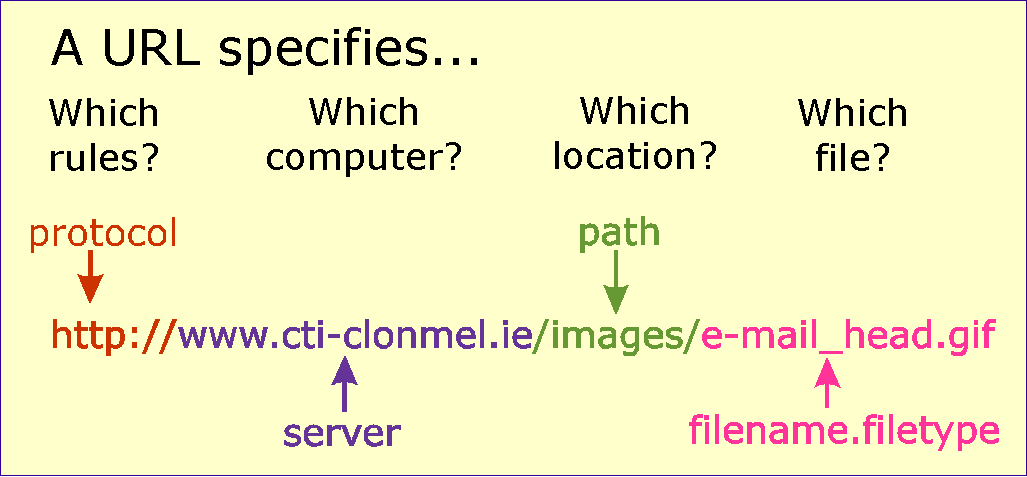 A URL specifies...
Which rules?
Which computer?
Which location?
Which file?
protocol
path
http://www.cti-clonmel.ie/images/e-mail_head.gif
server
filename.filetype